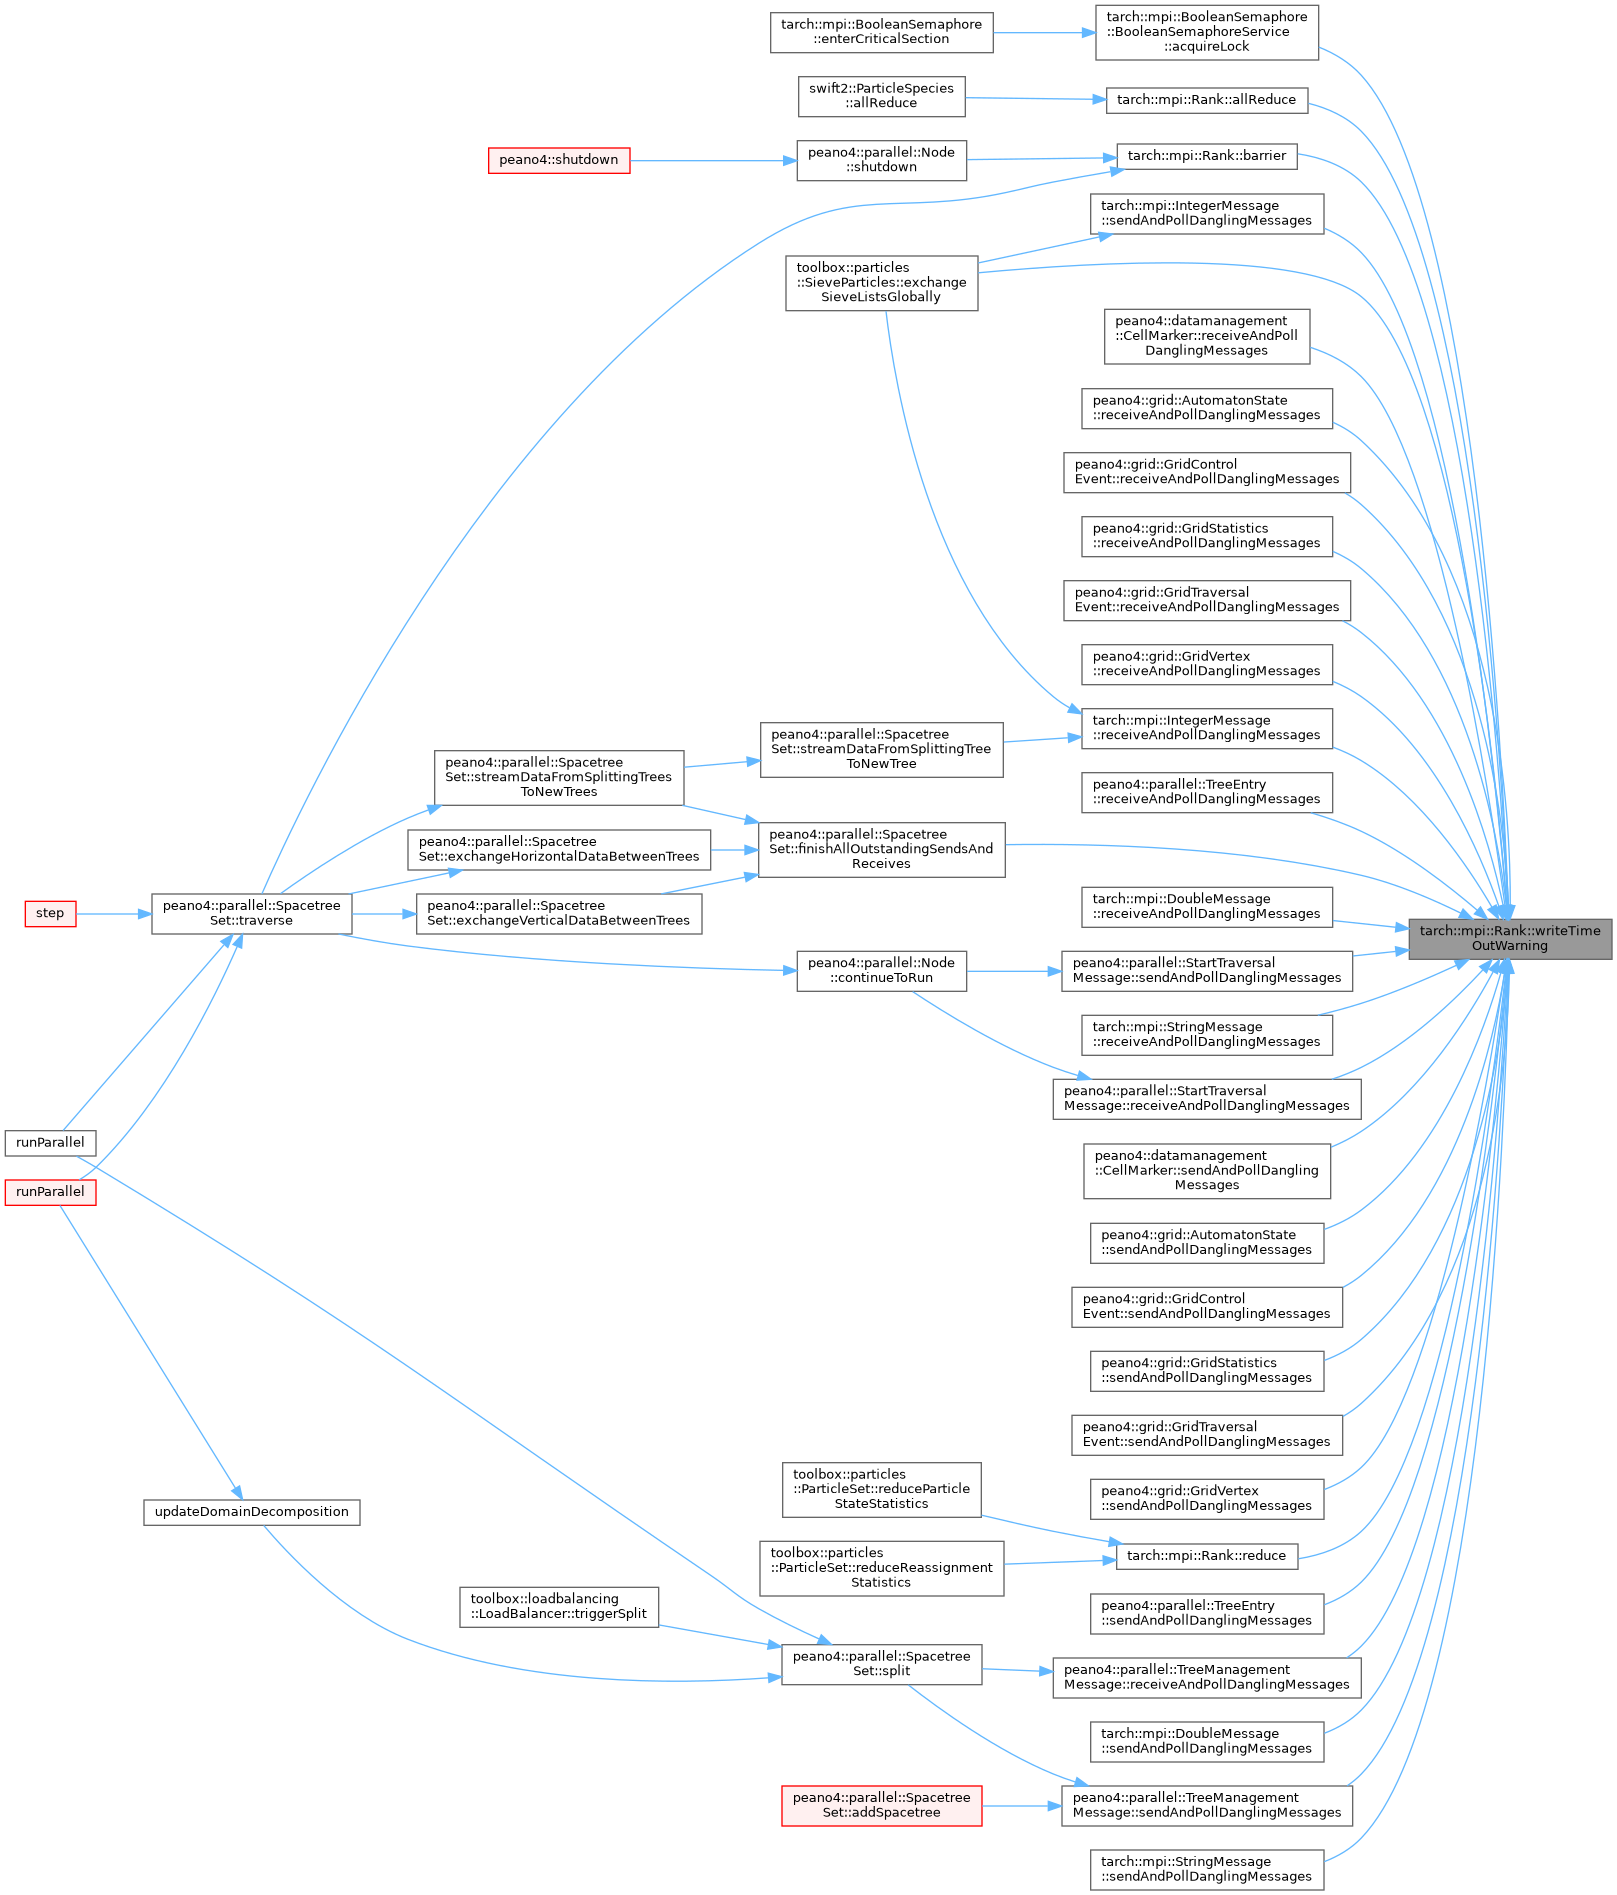 tarch::mpi::BooleanSemaphore
::enterCriticalSection
tarch::mpi::BooleanSemaphore
::BooleanSemaphoreService
::acquireLock
swift2::ParticleSpecies
::allReduce
tarch::mpi::Rank::allReduce
peano4::shutdown
peano4::parallel::Node
::shutdown
tarch::mpi::Rank::barrier
tarch::mpi::IntegerMessage
::sendAndPollDanglingMessages
toolbox::particles
::SieveParticles::exchange
SieveListsGlobally
peano4::datamanagement
::CellMarker::receiveAndPoll
DanglingMessages
peano4::grid::AutomatonState
::receiveAndPollDanglingMessages
peano4::grid::GridControl
Event::receiveAndPollDanglingMessages
peano4::grid::GridStatistics
::receiveAndPollDanglingMessages
peano4::grid::GridTraversal
Event::receiveAndPollDanglingMessages
peano4::grid::GridVertex
::receiveAndPollDanglingMessages
tarch::mpi::IntegerMessage
::receiveAndPollDanglingMessages
peano4::parallel::Spacetree
Set::streamDataFromSplittingTree
ToNewTree
peano4::parallel::Spacetree
Set::streamDataFromSplittingTrees
ToNewTrees
peano4::parallel::TreeEntry
::receiveAndPollDanglingMessages
peano4::parallel::Spacetree
Set::finishAllOutstandingSendsAnd
Receives
peano4::parallel::Spacetree
Set::exchangeHorizontalDataBetweenTrees
step
peano4::parallel::Spacetree
Set::traverse
peano4::parallel::Spacetree
Set::exchangeVerticalDataBetweenTrees
tarch::mpi::DoubleMessage
::receiveAndPollDanglingMessages
tarch::mpi::Rank::writeTime
OutWarning
peano4::parallel::Node
::continueToRun
peano4::parallel::StartTraversal
Message::sendAndPollDanglingMessages
tarch::mpi::StringMessage
::receiveAndPollDanglingMessages
peano4::parallel::StartTraversal
Message::receiveAndPollDanglingMessages
runParallel
peano4::datamanagement
::CellMarker::sendAndPollDangling
Messages
runParallel
peano4::grid::AutomatonState
::sendAndPollDanglingMessages
peano4::grid::GridControl
Event::sendAndPollDanglingMessages
peano4::grid::GridStatistics
::sendAndPollDanglingMessages
peano4::grid::GridTraversal
Event::sendAndPollDanglingMessages
toolbox::particles
::ParticleSet::reduceParticle
StateStatistics
peano4::grid::GridVertex
::sendAndPollDanglingMessages
updateDomainDecomposition
toolbox::particles
::ParticleSet::reduceReassignment
Statistics
tarch::mpi::Rank::reduce
toolbox::loadbalancing
::LoadBalancer::triggerSplit
peano4::parallel::TreeEntry
::sendAndPollDanglingMessages
peano4::parallel::Spacetree
Set::split
peano4::parallel::TreeManagement
Message::receiveAndPollDanglingMessages
tarch::mpi::DoubleMessage
::sendAndPollDanglingMessages
peano4::parallel::Spacetree
Set::addSpacetree
peano4::parallel::TreeManagement
Message::sendAndPollDanglingMessages
tarch::mpi::StringMessage
::sendAndPollDanglingMessages